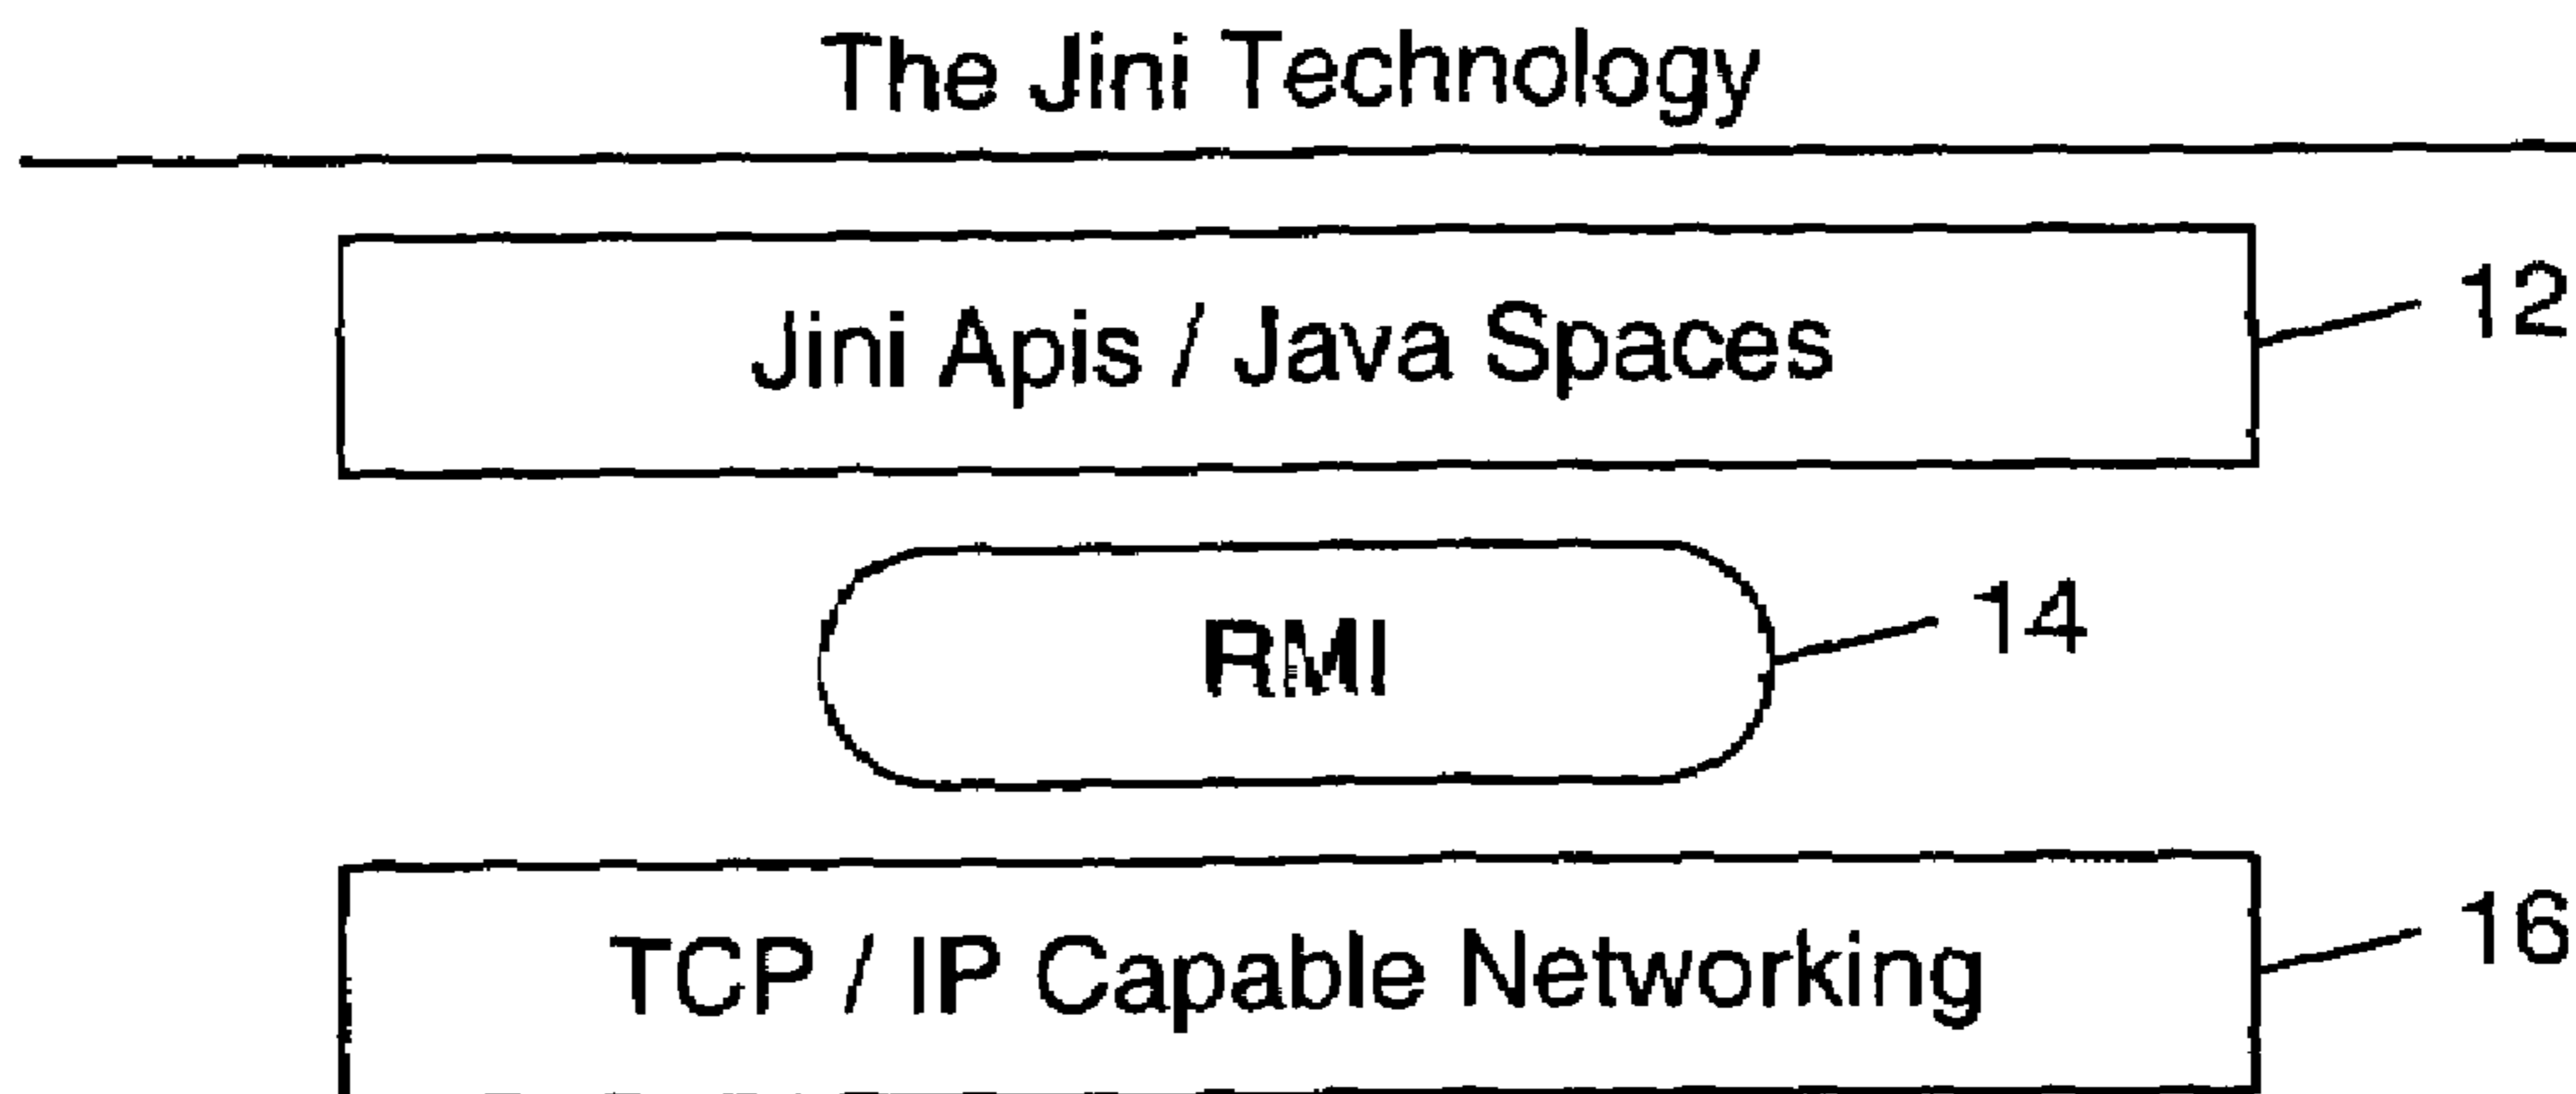 The Jini Technology
Jini Apis / Java Spaces
12
RMI
14
TCP / IP Capable Networking
16